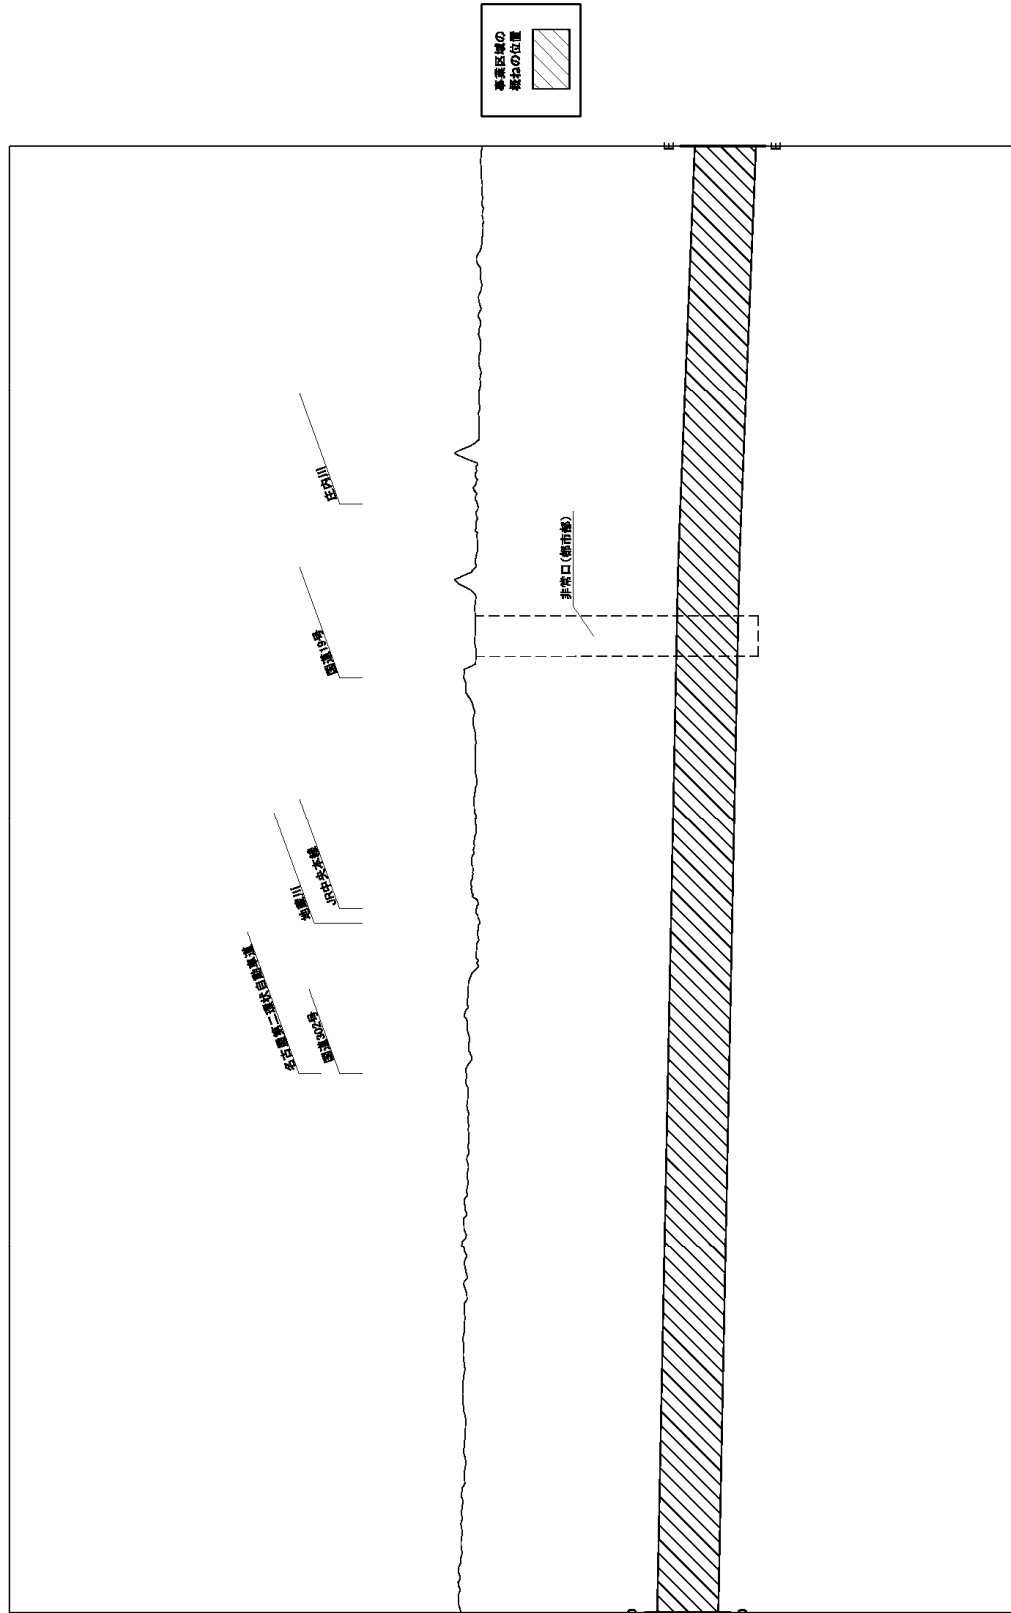 名古屋第二環状自動車道
国道302号
地蔵川
JR中央本線
国道19号
庄内川
非常口(都市部)
E
E
事業区域の
概ねの位置